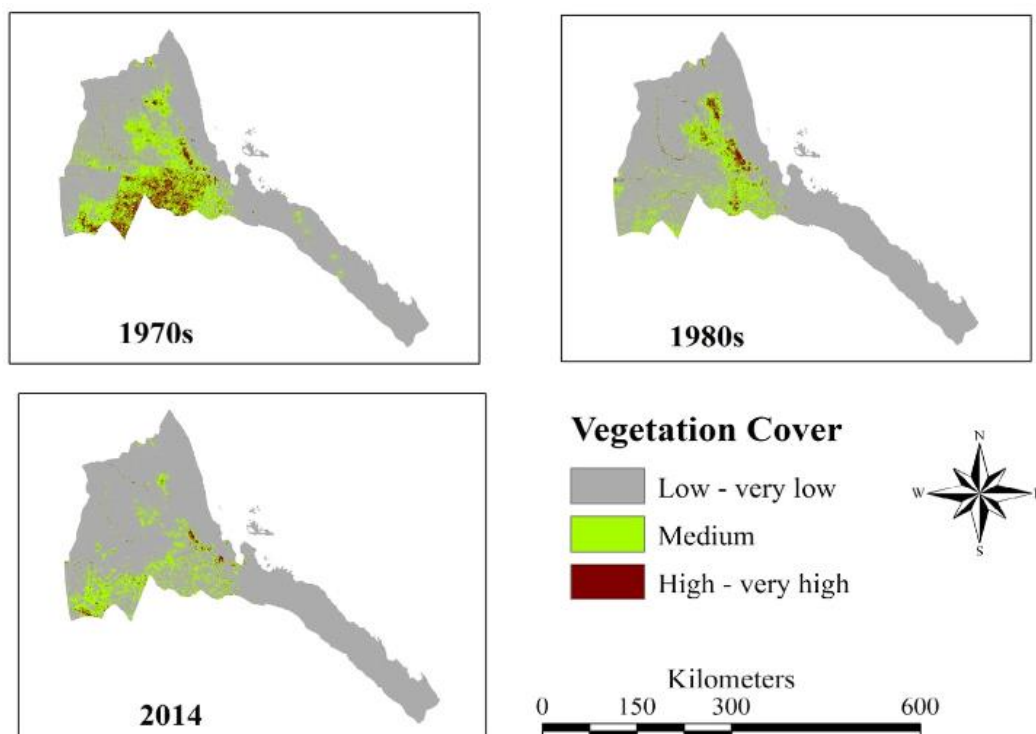 1970s
1980s
2014
Vegetation Cover
Low - very low
Medium
High - very high
N
W
S
Kilometers
0 150 300 600